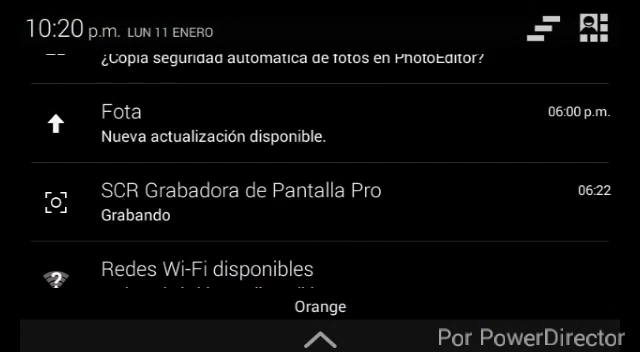 10:20 p.m. LUN 11 ENERO
¿Copia seguridad automática de fotos en PhotoEditor?
Fota 06:00 p.m.
Nueva actualización disponible.
SCR Grabadora de Pantalla Pro 06:22
Grabando
Redes Wi-Fi disponibles
Orange
Por PowerDirector